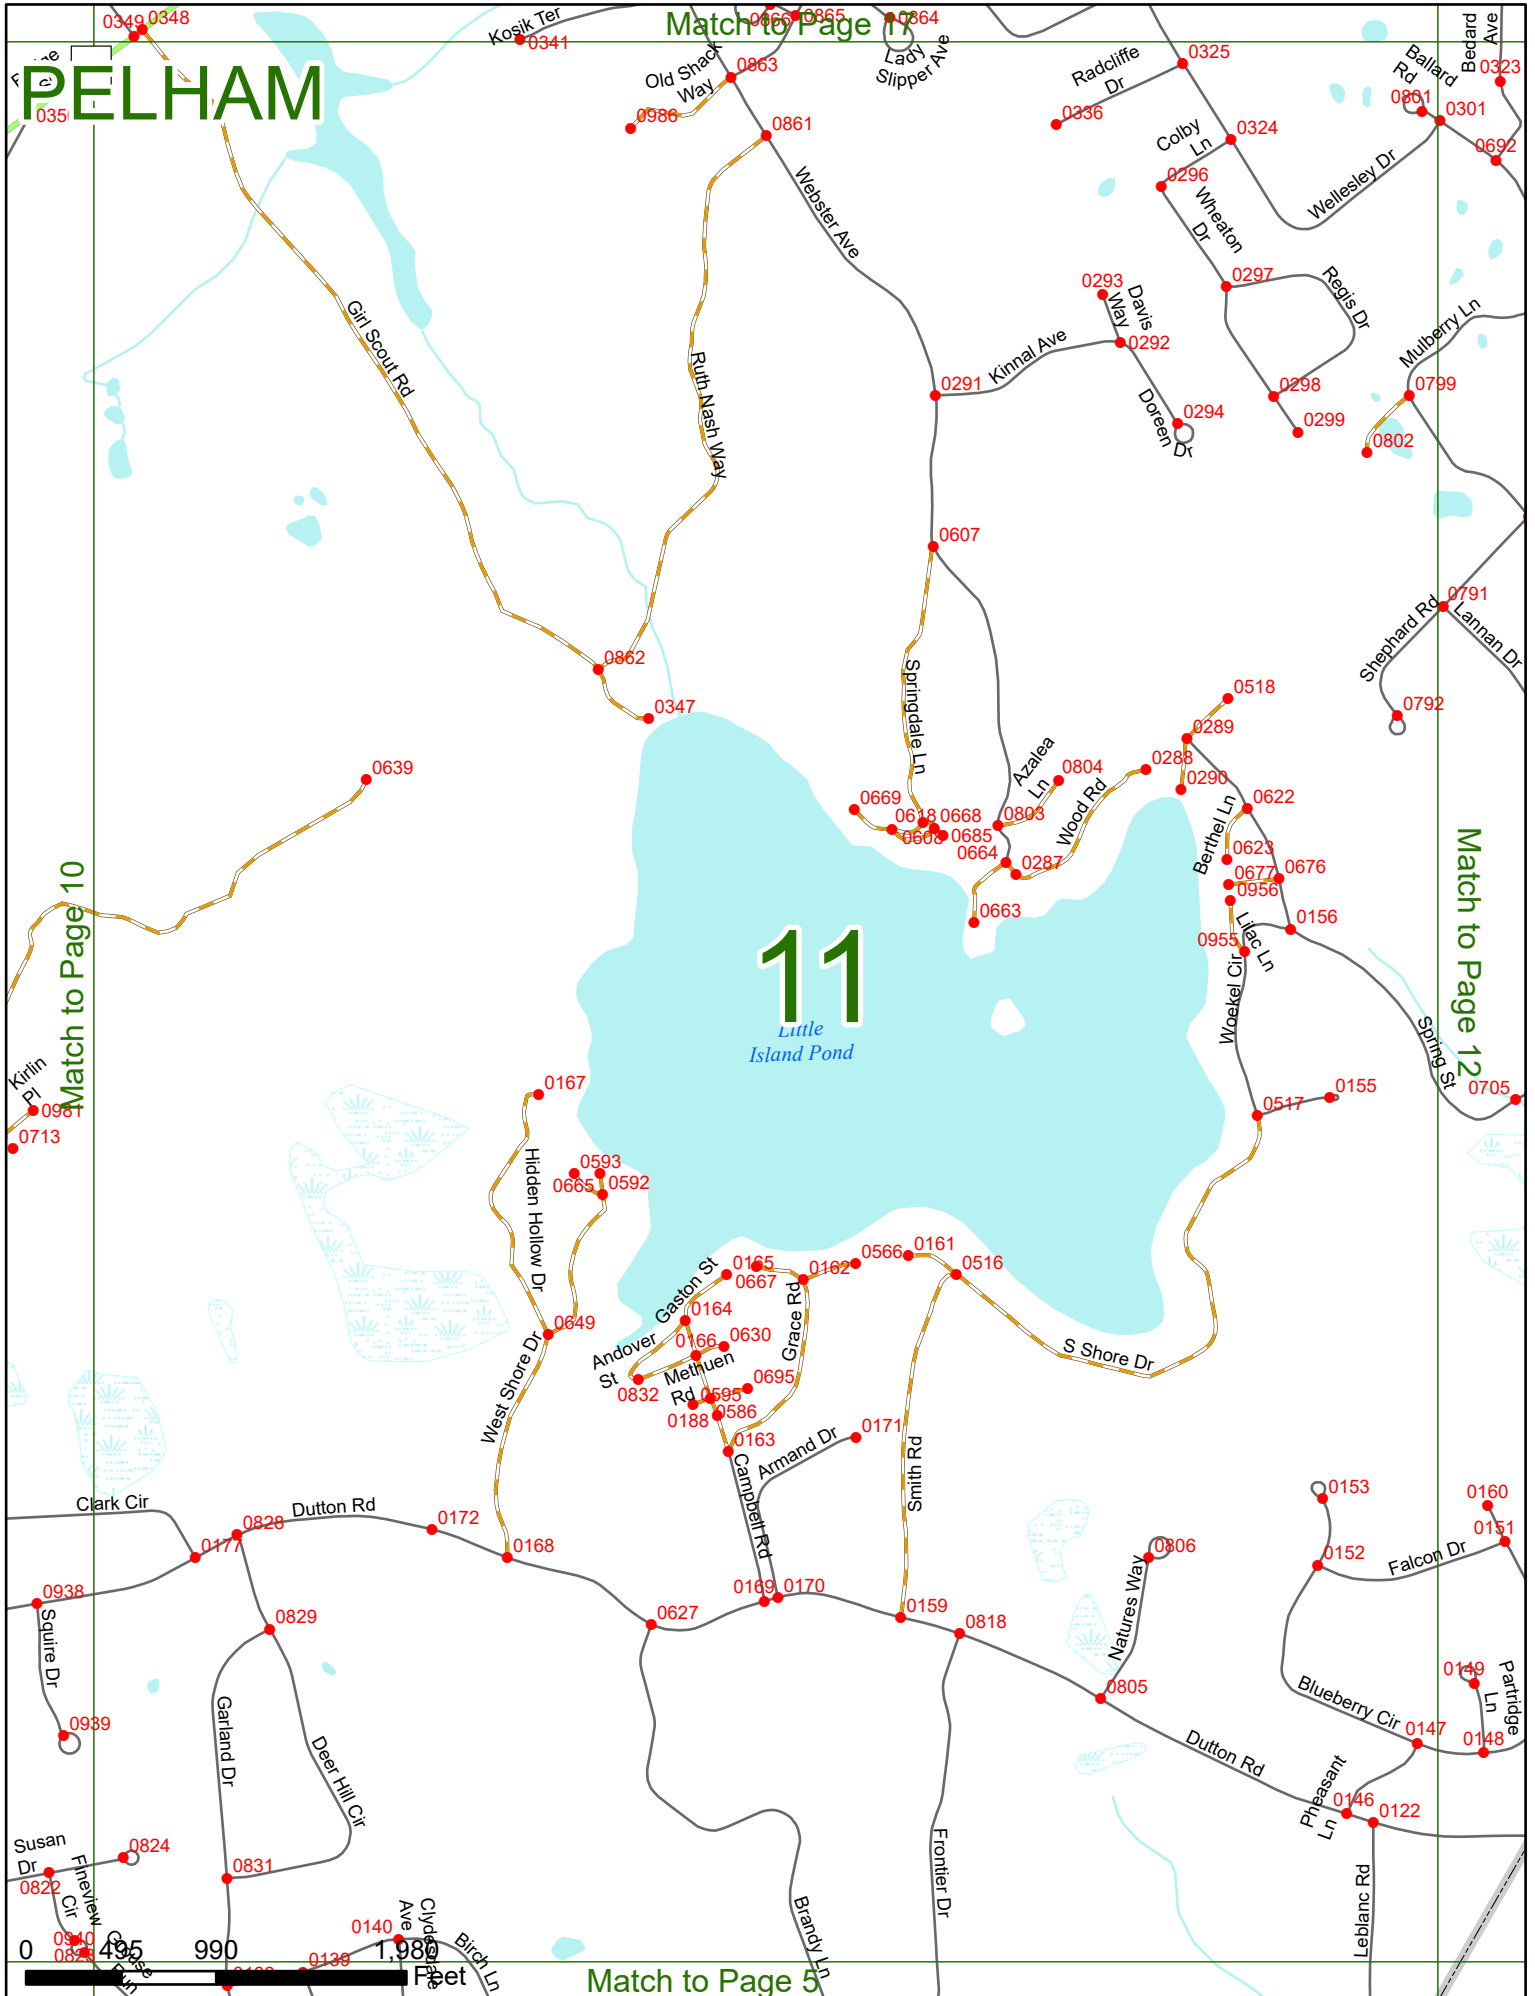 0349
0348
Kosik Ter
0341
Match to Page 17
0866
0865
0864
Lady
Slipper Ave
PELHAM
Old Shack
Way
0863
0986
0861
Radcliffe
Dr
0325
0336
Colby
Ln
0324
0296
Ballard
Rd
Bedard
Ave
0323
0801
0301
0692
Wellesley Dr
Webster Ave
Wheaton
Dr
0297
Regis Dr
0293
Davis
Way
0292
Kinnal Ave
0291
Doreen Dr
0294
0298
0299
Mulberry Ln
0799
0802
Girl Scout Rd
Ruth Nash Way
0607
0791
Shephard Rd
Lannan Dr
0792
0862
0347
0639
Springdale Ln
Azalea
Ln
0804
0518
0289
0288
0290
Wood Rd
0669
0618
0668
0608
0685
0803
0664
0287
0663
Berthel Ln
0622
0623
0677
0676
0956
0156
0955
Lilac Ln
Woekel Cir
Match to Page 10
Match to Page 12
11
Little
Island Pond
Spring St
0705
0155
0517
Kirlin
Pl
0981
0713
0167
Hidden Hollow Dr
0593
0665
0592
0649
West Shore Dr
Gaston St
0165
0667
0162
0566
0161
0516
0164
Grace Rd
Andover
St
0166
0630
Methuen
Rd
0832
0695
0595
0188
0586
0163
S Shore Dr
Smith Rd
Armand Dr
0171
Campbell Rd
Clark Cir
Dutton Rd
0828
0177
0172
0168
0938
Squire Dr
0829
0627
0169
0170
0159
0818
0153
0160
0151
0152
Falcon Dr
0806
Natures Way
0805
0149
Partridge
Ln
Blueberry Cir
0147
0148
0939
Garland Dr
Deer Hill Cir
Dutton Rd
Pheasant
Ln
0146
0122
Susan
Dr
0824
0822
Fineview
Cir
0831
Frontier Dr
Brandy Ln
Leblanc Rd
0940
0140
Clydesdale
Ave
Birch Ln
0139
0 495 990 1,980
Feet
Match to Page 5